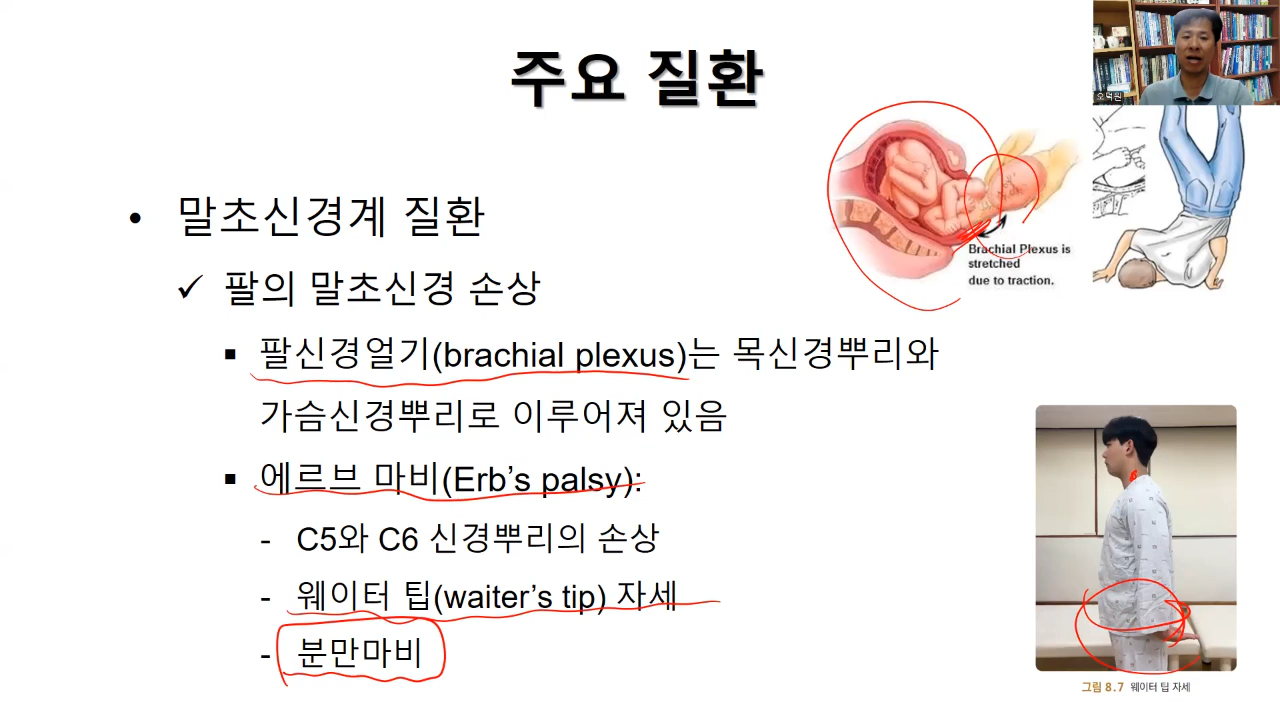 주요 질환
오덕원
• 말초신경계 질환
✓ 팔의 말초신경 손상
▪ 팔신경얼기(brachial plexus)는 목신경뿌리와
가슴신경뿌리로 이루어져 있음
▪ 에르브 마비(Erb’s palsy):
- C5와 C6 신경뿌리의 손상
- 웨이터 팁(waiter’s tip) 자세
- 분만마비
Brachial Plexus is
stretched
due to traction.
그림 8.7 웨이터 팁 자세